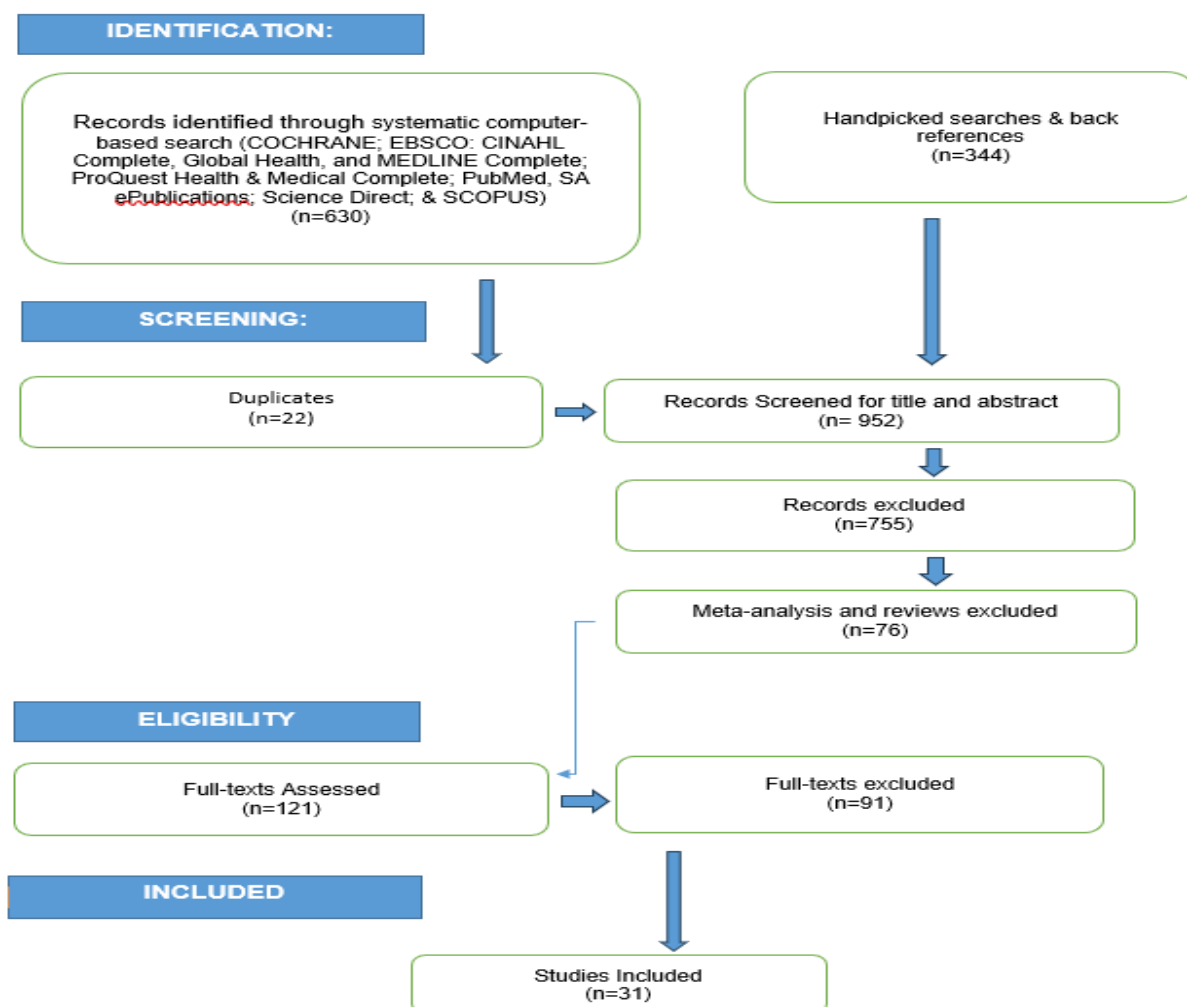 IDENTIFICATION:
Records identified through systematic computer-
based search (COCHRANE; EBSCO: CINAHL
Complete, Global Health, and MEDLINE Complete;
ProQuest Health & Medical Complete; PubMed, SA
ePublications; Science Direct; & SCOPUS)
(n=630)
Handpicked searches & back
references
(n=344)
SCREENING:
Duplicates
(n=22)
Records Screened for title and abstract
(n= 952)
Records excluded
(n=755)
Meta-analysis and reviews excluded
(n=76)
ELIGIBILITY
Full-texts Assessed
(n=121)
Full-texts excluded
(n=91)
INCLUDED
Studies Included
(n=31)